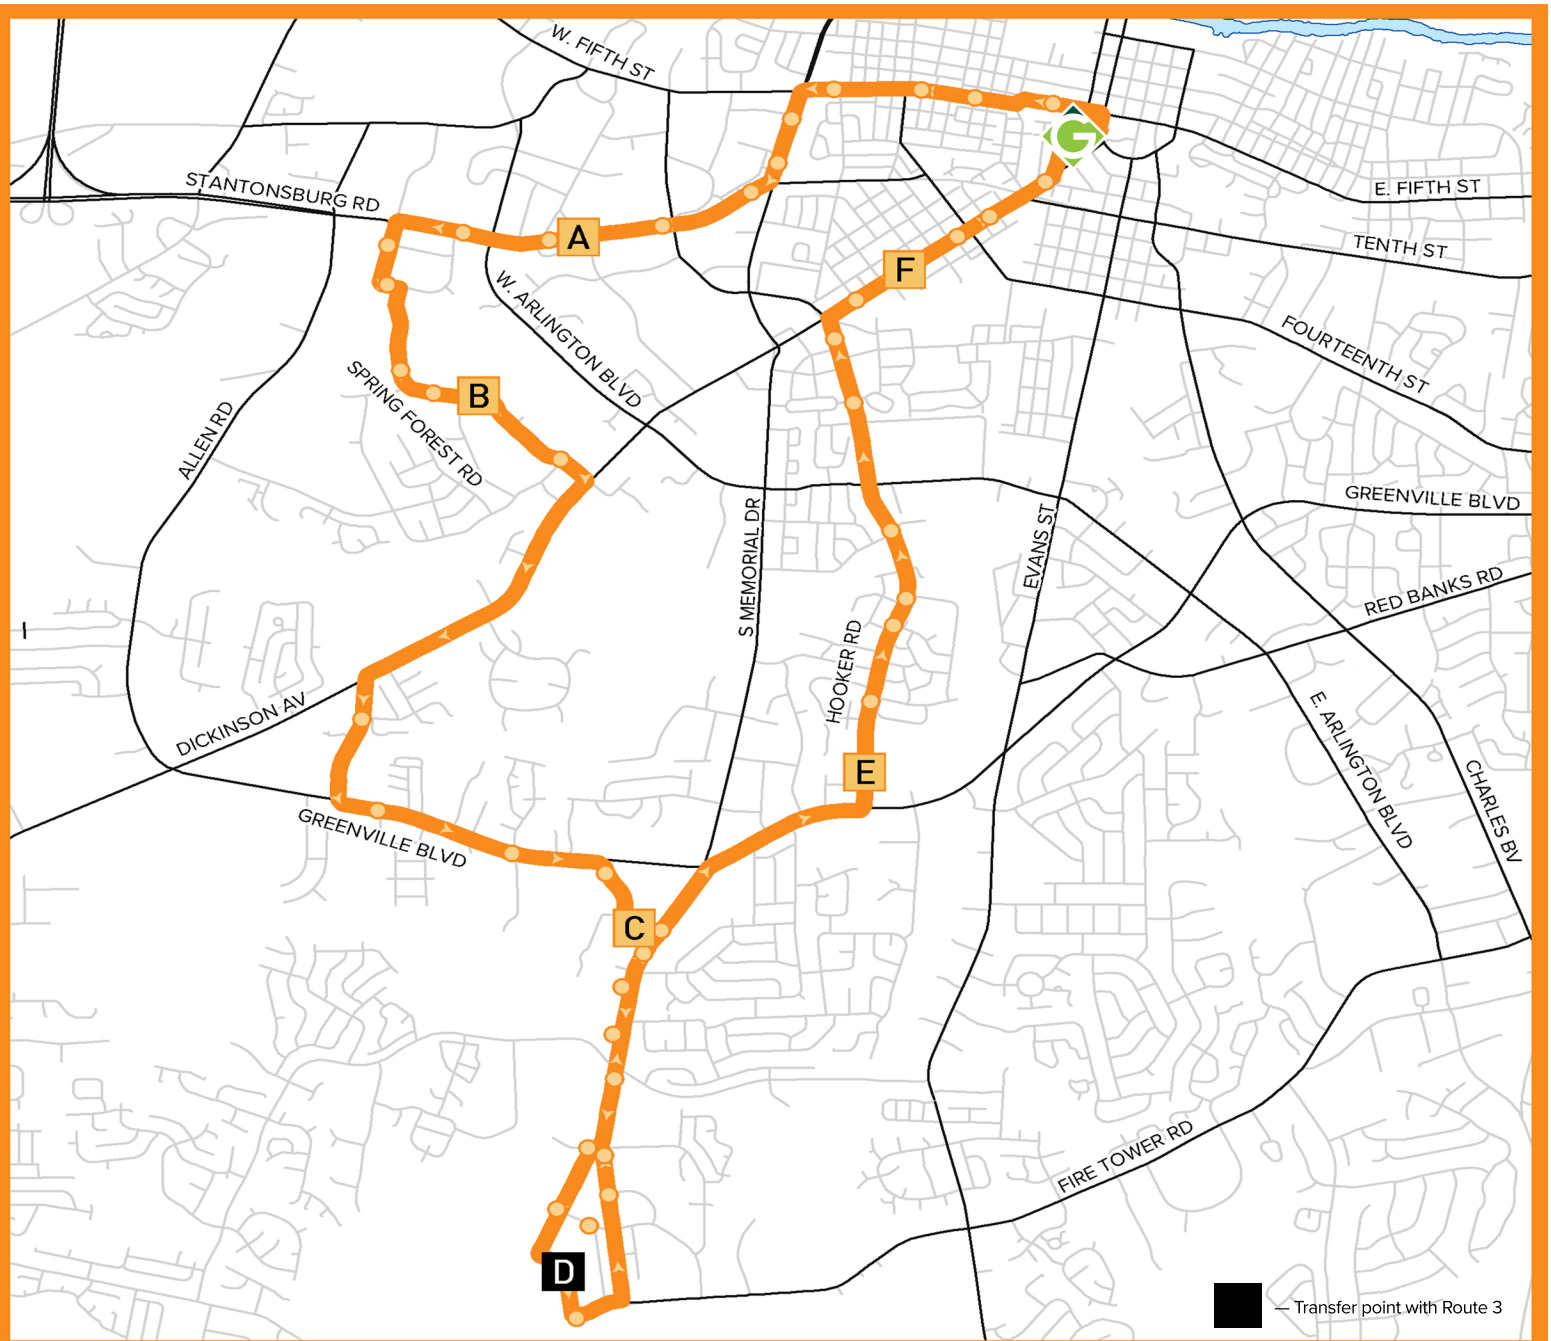 W. FIFTH ST
G
STANTONSBURG RD
E. FIFTH ST
A
TENTH ST
F
W. ARLINGTON BLVD
FOURTEENTH ST
SPRING FOREST RD
B
ALLEN RD
GREENVILLE BLVD
S MEMORIAL DR
EVANS ST
RED BANKS RD
HOOKER RD
DICKINSON AV
E. ARLINGTON BLVD
E
CHARLES BV
GREENVILLE BLVD
C
FIRE TOWER RD
D
— Transfer point with Route 3